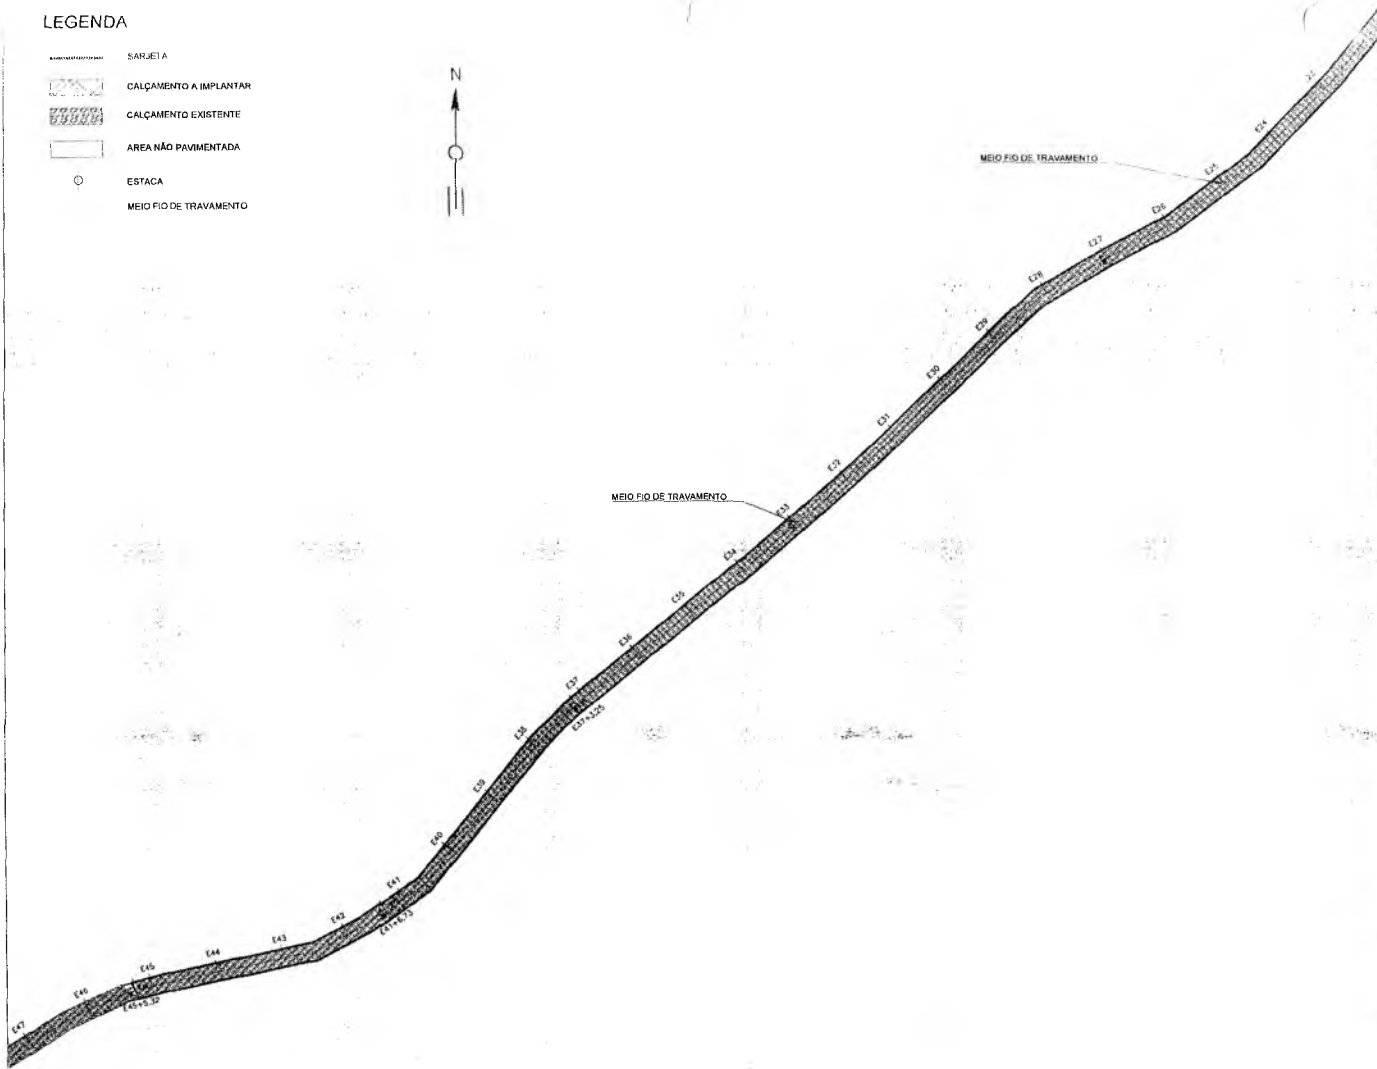 LEGENDA
SARJETA
CALÇAMENTO A IMPLANTAR
CALÇAMENTO EXISTENTE
AREA NÃO PAVIMENTADA
ESTACA
MEIO FIO DE TRAVAMENTO
N
E24
MEIO FIO DE TRAVAMENTO
E25
E26
E27
E28
E29
E30
E31
E32
MEIO FIO DE TRAVAMENTO
E33
E34
E35
E36
E37
E37+3,25
E38
E39
E40
E41
E41+6,73
E42
E43
E44
E45
E45+5,32
E46
E47